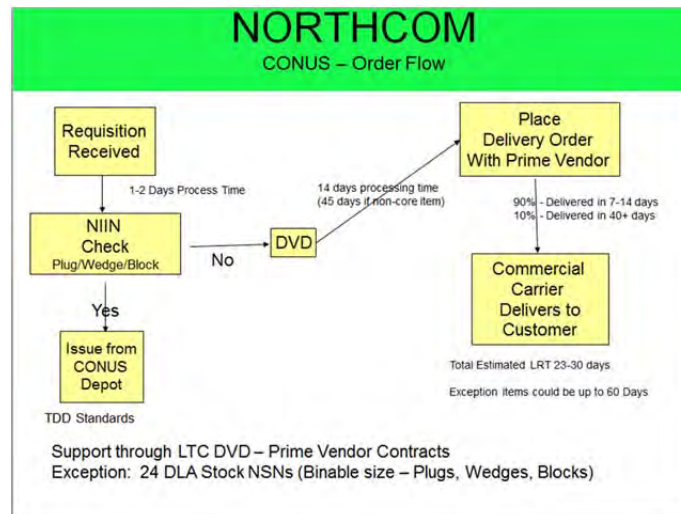 NORTHCOM
CONUS – Order Flow
Requisition
Received
1-2 Days Process Time
NIIN
Check
Plug/Wedge/Block
No
DVD
14 days processing time
(45 days if non-core item)
Place
Delivery Order
With Prime Vendor
90% - Delivered in 7-14 days
10% - Delivered in 40+ days
Commercial
Carrier
Delivers to
Customer
Yes
Issue from
CONUS
Depot
TDD Standards
Total Estimated LRT 23-30 days
Exception items could be up to 60 Days
Support through LTC DVD – Prime Vendor Contracts
Exception: 24 DLA Stock NSNs (Binable size – Plugs, Wedges, Blocks)